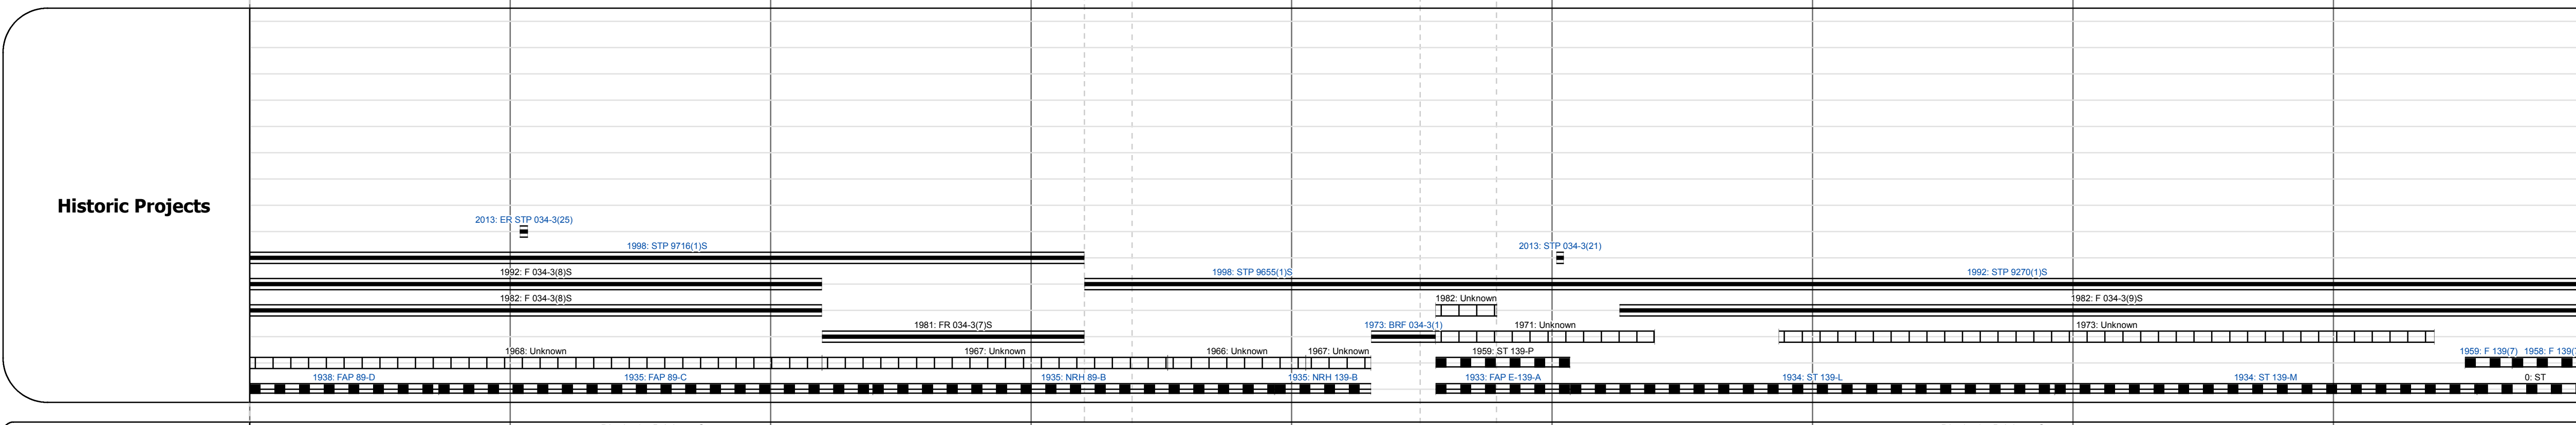 Historic Projects
2013: ER STP 034-3(25)
1998: STP 9716(1)S
2013: STP 034-3(21)
1992: F 034-3(8)S
1998: STP 9655(1)S
1992: STP 9270(1)S
1982: F 034-3(8)S
1982: Unknown
1982: F 034-3(9)S
1981: FR 034-3(7)S
1973: BRF 034-3(1)
1971: Unknown
1973: Unknown
1968: Unknown
1967: Unknown
1966: Unknown
1967: Unknown
1959: ST 139-P
1959: F 139(7)
1958: F 139(
1938: FAP 89-D
1935: FAP 89-C
1935: NRH 89-B
1935: NRH 139-B
1933: FAP E-139-A
1934: ST 139-L
1934: ST 139-M
0: ST